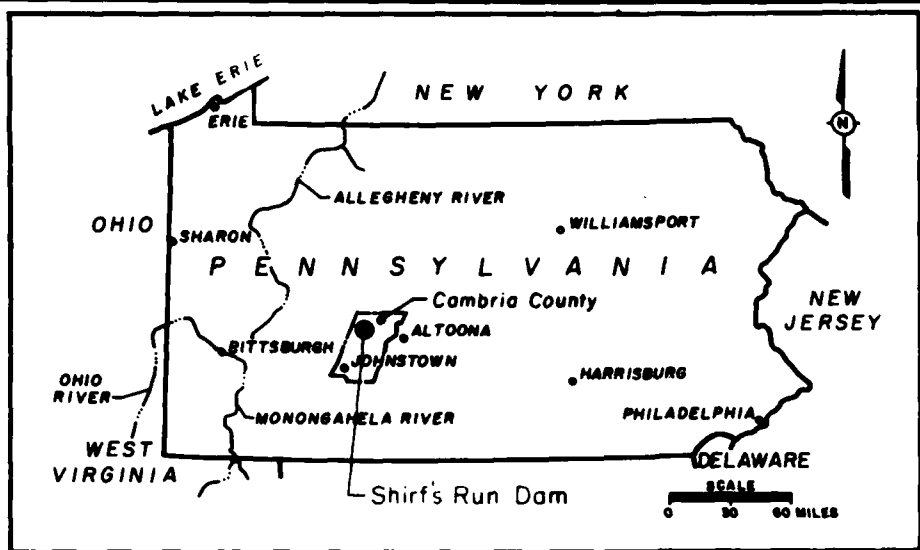 LAKE ERIE
ERIE
NEW YORK
N
ALLEGHENY RIVER
OHIO
SHARON
WILLIAMSPORT
PENNSYLVANIA
Cambria County
NEW
JERSEY
ALTOONA
PITTSBURGH
JOHNSTOWN
OHIO
RIVER
HARRISBURG
MONONGAHELA RIVER
PHILADELPHIA
WEST
VIRGINIA
DELAWARE
Shirf's Run Dam
SCALE
0 30 60 MILES